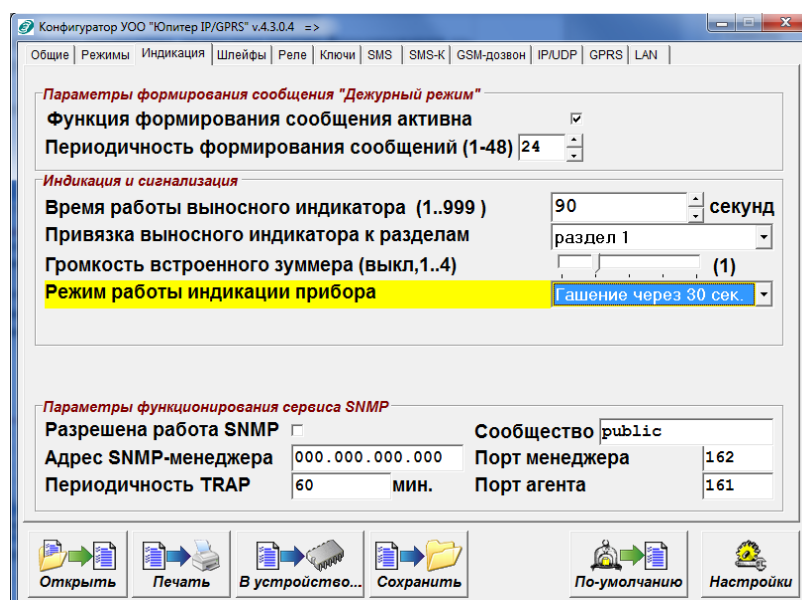 Конфигуратор УОО "Юпитер IP/GPRS" v.4.3.0.4 =>
Общие Режимы Индикация Шлейфы Реле Ключи SMS SMS-K GSM-дозвон IP/UDP GPRS LAN
Параметры формирования сообщения "Дежурный режим"
Функция формирования сообщения активна
Периодичность формирования сообщений (1-48) 24
Индикация и сигнализация
Время работы выносного индикатора (1..999 ) 90 секунд
Привязка выносного индикатора к разделам раздел 1
Громкость встроенного зуммера (выкл,1..4) (1)
Режим работы индикации прибора Гашение через 30 сек.
Параметры функционирования сервиса SNMP
Разрешена работа SNMP Сообщество public
Адрес SNMP-менеджера 000.000.000.000 Порт менеджера 162
Периодичность TRAP 60 мин. Порт агента 161
Открыть Печать В устройство... Сохранить По-умолчанию Настройки